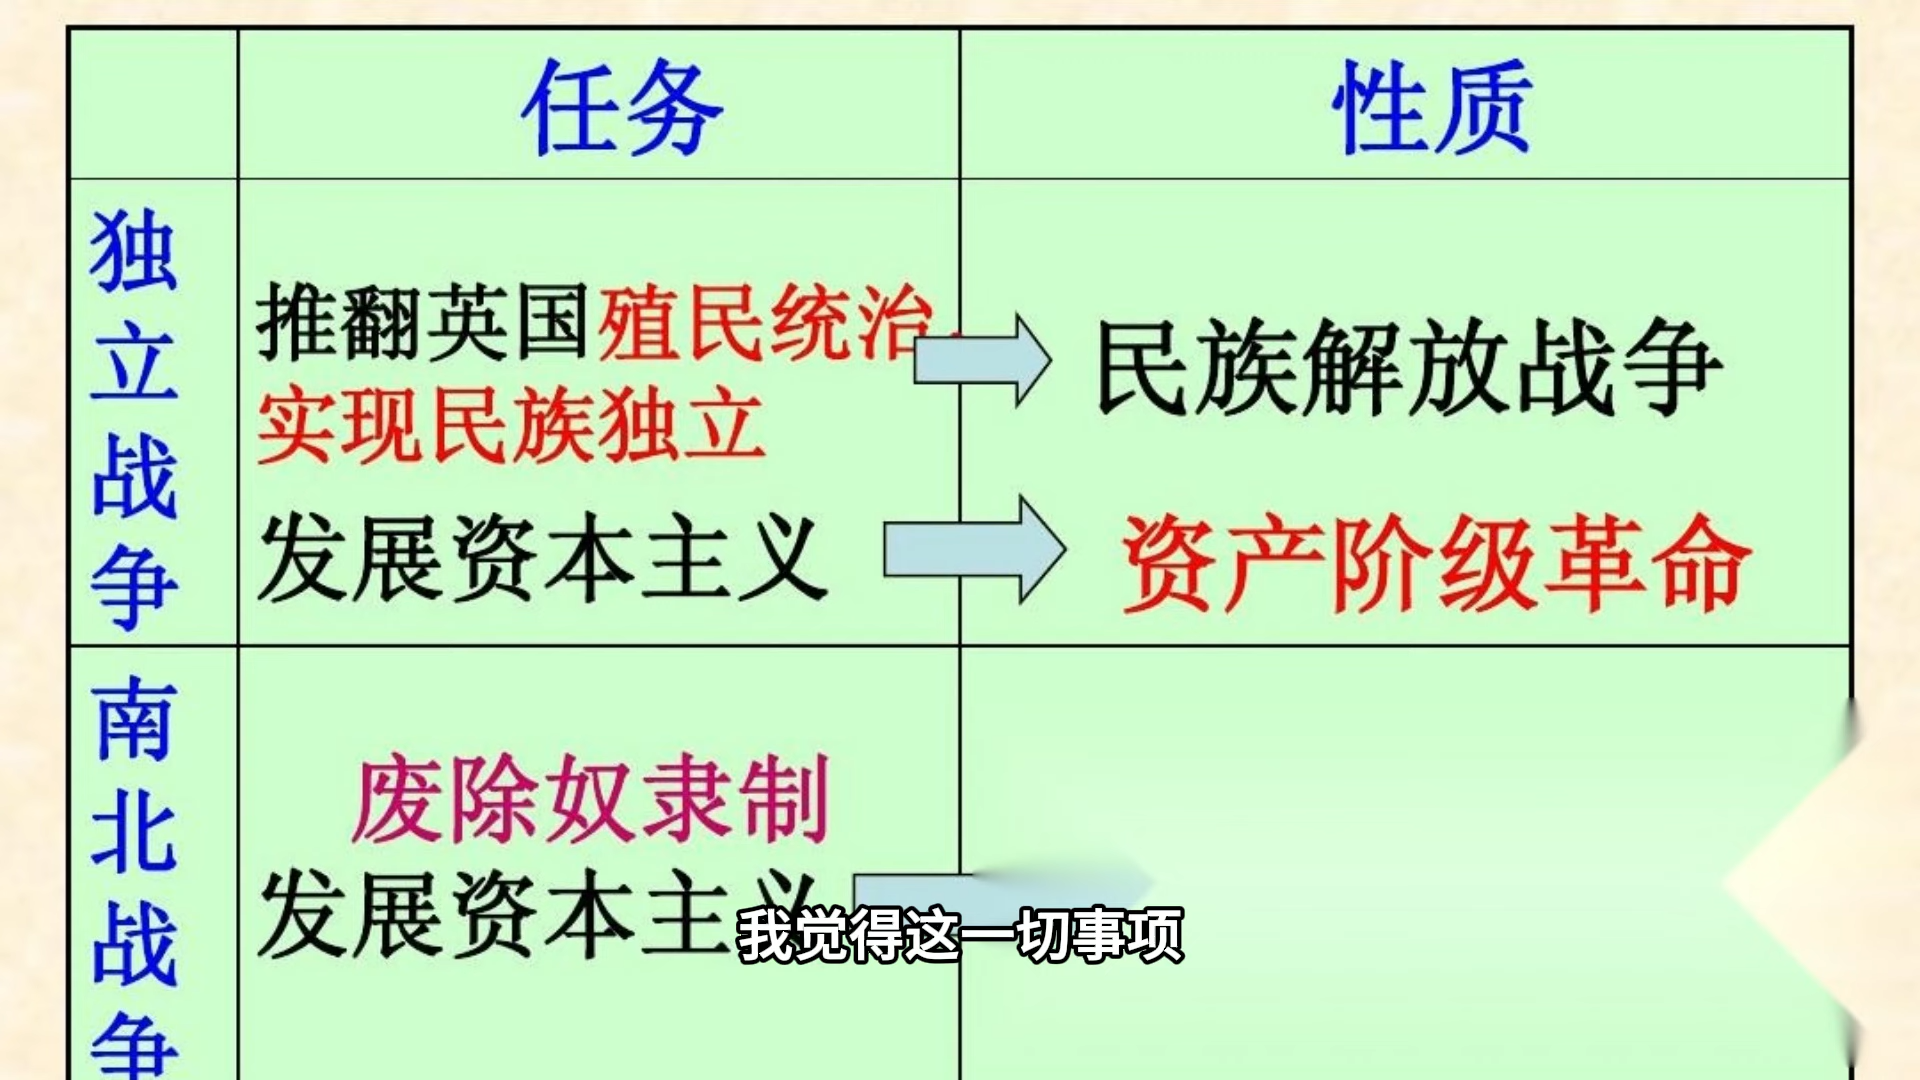 任务
性质
独立战争
推翻英国殖民统治，
实现民族独立
民族解放战争
发展资本主义
资产阶级革命
南北战争
废除奴隶制
发展资本主义
我觉得这一切事项